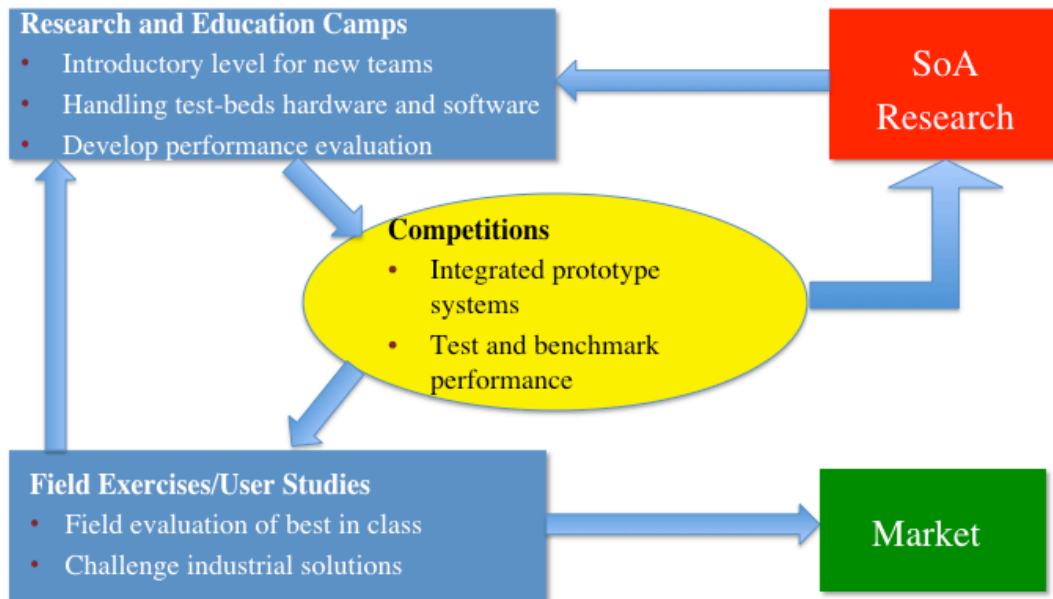 Research and Education Camps
• Introductory level for new teams
• Handling test-beds hardware and software
• Develop performance evaluation
SoA
Research
Competitions
• Integrated prototype
systems
• Test and benchmark
performance
Field Exercises/User Studies
• Field evaluation of best in class
• Challenge industrial solutions
Market